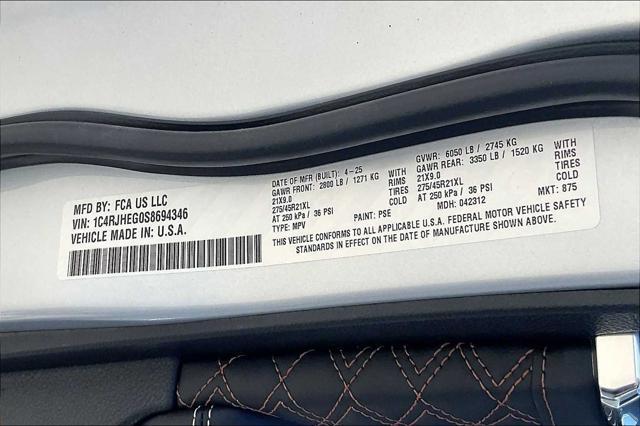 MFD BY: FCA US LLC
VIN: 1C4RJHEG0S8694346
VEHICLE MADE IN: U.S.A.
DATE OF MFR (BUILT): 4-25
GAWR FRONT: 2800 LB / 1271 KG WITH
21X9.0 RIMS
275/45R21XL TIRES
AT 250 kPa / 36 PSI COLD
TYPE: MPV PAINT: PSE
GVWR: 6050 LB / 2745 KG
GAWR REAR: 3350 LB / 1520 KG WITH
21X9.0 RIMS
275/45R21XL TIRES
AT 250 kPa / 36 PSI COLD
MDH: 042312 MKT: 875
THIS VEHICLE CONFORMS TO ALL APPLICABLE U.S.A. FEDERAL MOTOR VEHICLE SAFETY
STANDARDS IN EFFECT ON THE DATE OF MANUFACTURE SHOWN ABOVE.